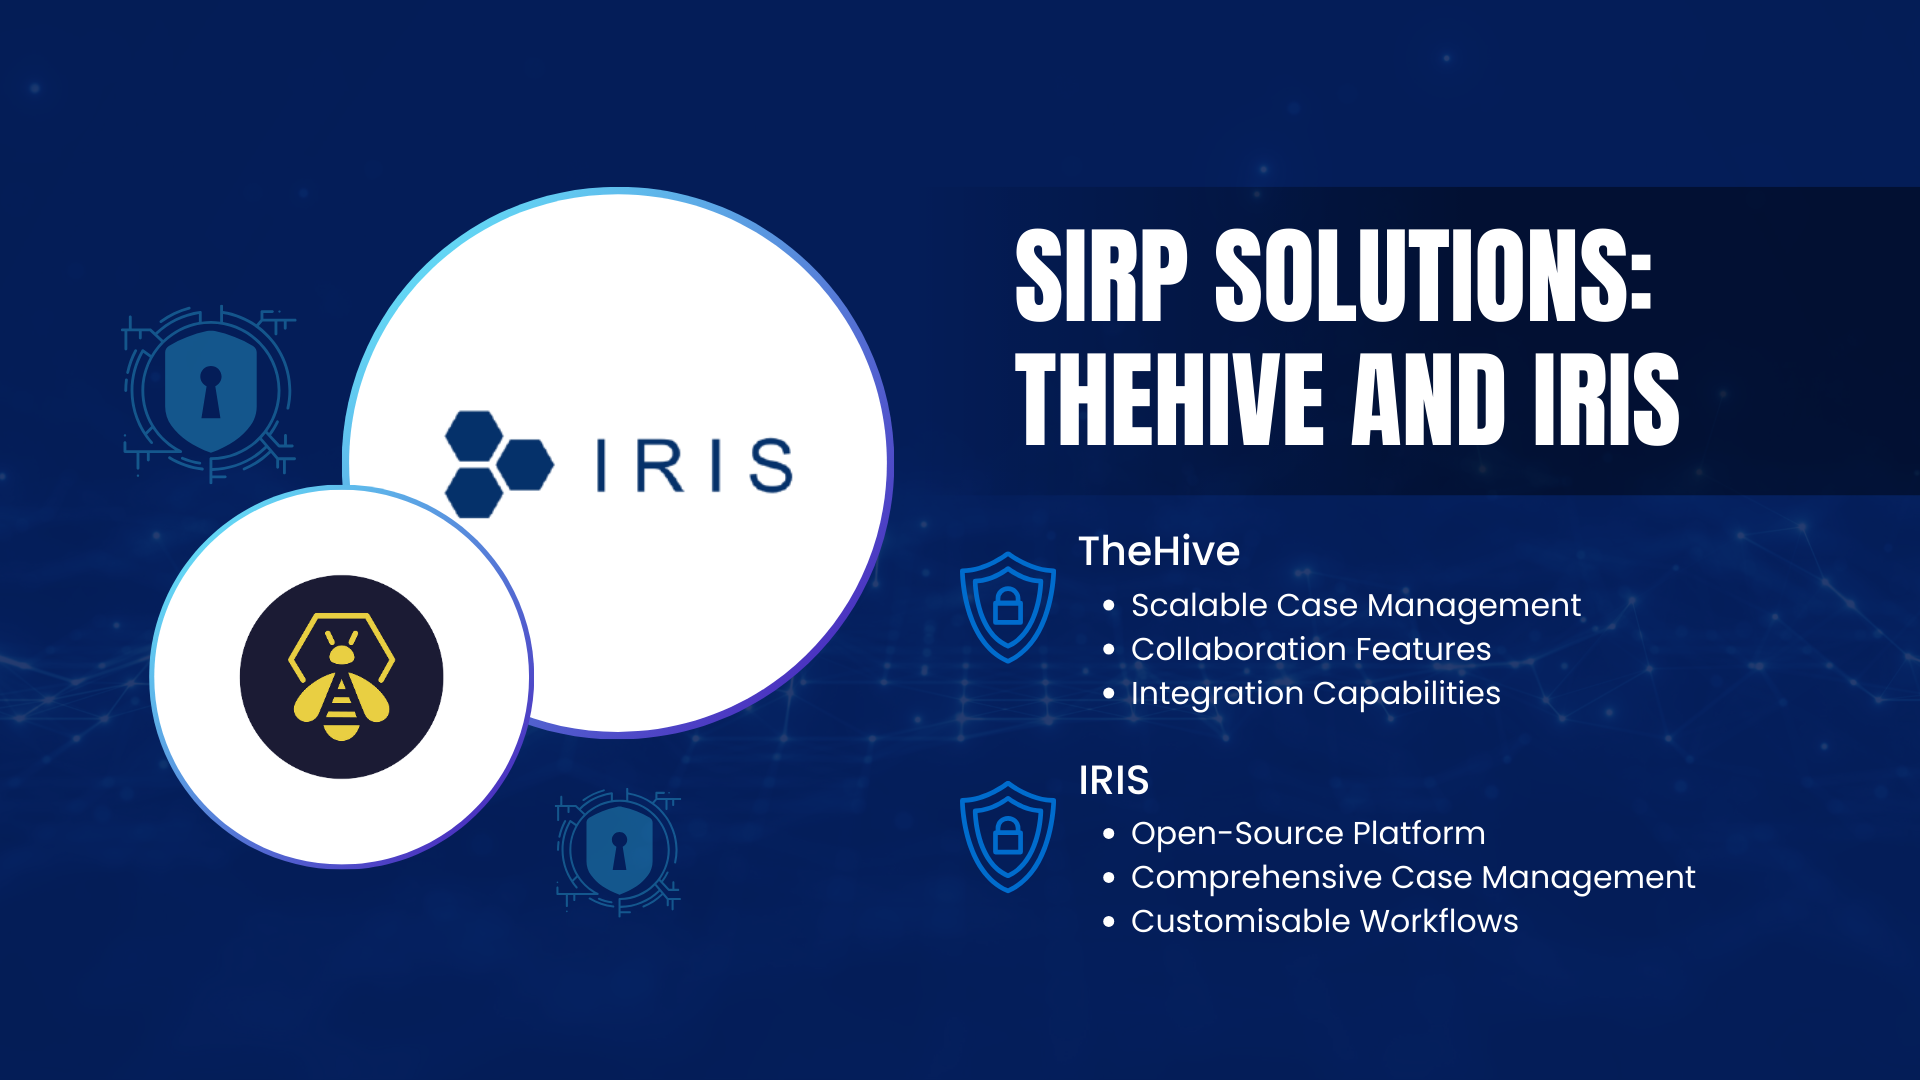 IRIS
SIRP SOLUTIONS:
THEHIVE AND IRIS
TheHive
• Scalable Case Management
• Collaboration Features
• Integration Capabilities
IRIS
• Open-Source Platform
• Comprehensive Case Management
• Customisable Workflows